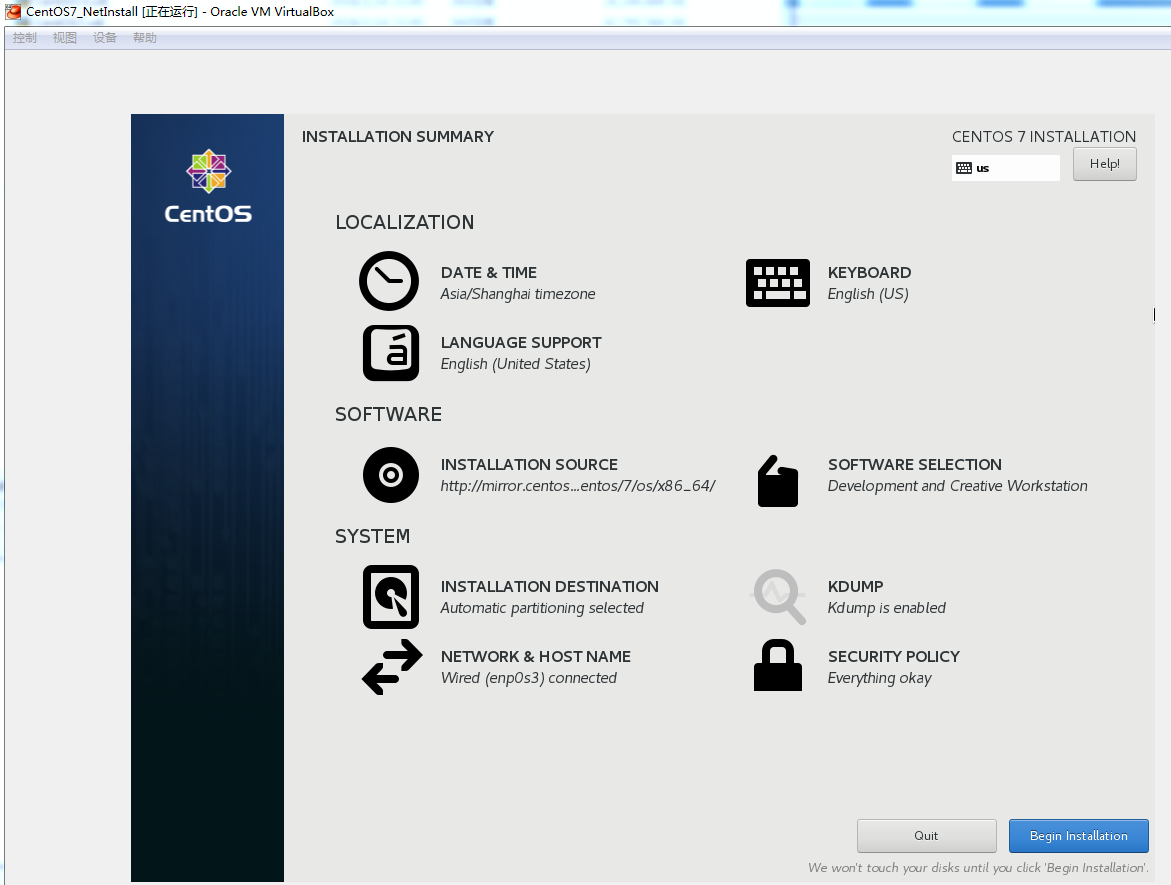 CentOS7_NetInstall [正在运行] - Oracle VM VirtualBox
控制 视图 设备 帮助
CentOS
INSTALLATION SUMMARY
CENTOS 7 INSTALLATION
us
Help!
LOCALIZATION
DATE & TIME
Asia/Shanghai timezone
KEYBOARD
English (US)
á
LANGUAGE SUPPORT
English (United States)
SOFTWARE
INSTALLATION SOURCE
http://mirror.centos...entos/7/os/x86_64/
SOFTWARE SELECTION
Development and Creative Workstation
SYSTEM
INSTALLATION DESTINATION
Automatic partitioning selected
KDUMP
Kdump is enabled
NETWORK & HOST NAME
Wired (enp0s3) connected
SECURITY POLICY
Everything okay
Quit
Begin Installation
We won't touch your disks until you click 'Begin Installation'.